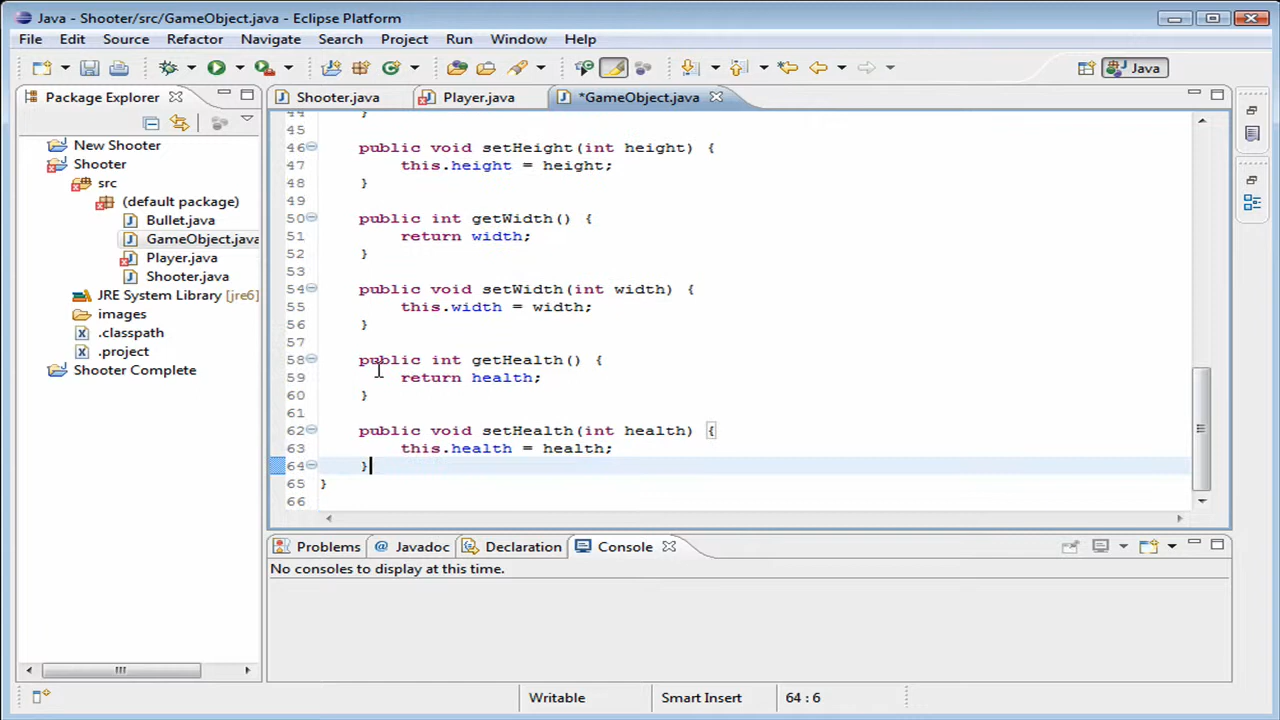 Java - Shooter/src/GameObject.java - Eclipse Platform
File Edit Source Refactor Navigate Search Project Run Window Help
Java
Package Explorer
Shooter.java Player.java *GameObject.java
New Shooter
Shooter
src
(default package)
Bullet.java
GameObject.java
Player.java
Shooter.java
JRE System Library [jre6]
images
.classpath
.project
Shooter Complete
44 }
45
46 public void setHeight(int height) {
47 this.height = height;
48 }
49
50 public int getWidth() {
51 return width;
52 }
53
54 public void setWidth(int width) {
55 this.width = width;
56 }
57
58 public int getHealth() {
59 return health;
60 }
61
62 public void setHealth(int health) {
63 this.health = health;
64 }
65 }
66
Problems @ Javadoc Declaration Console
No consoles to display at this time.
Writable Smart Insert 64 : 6